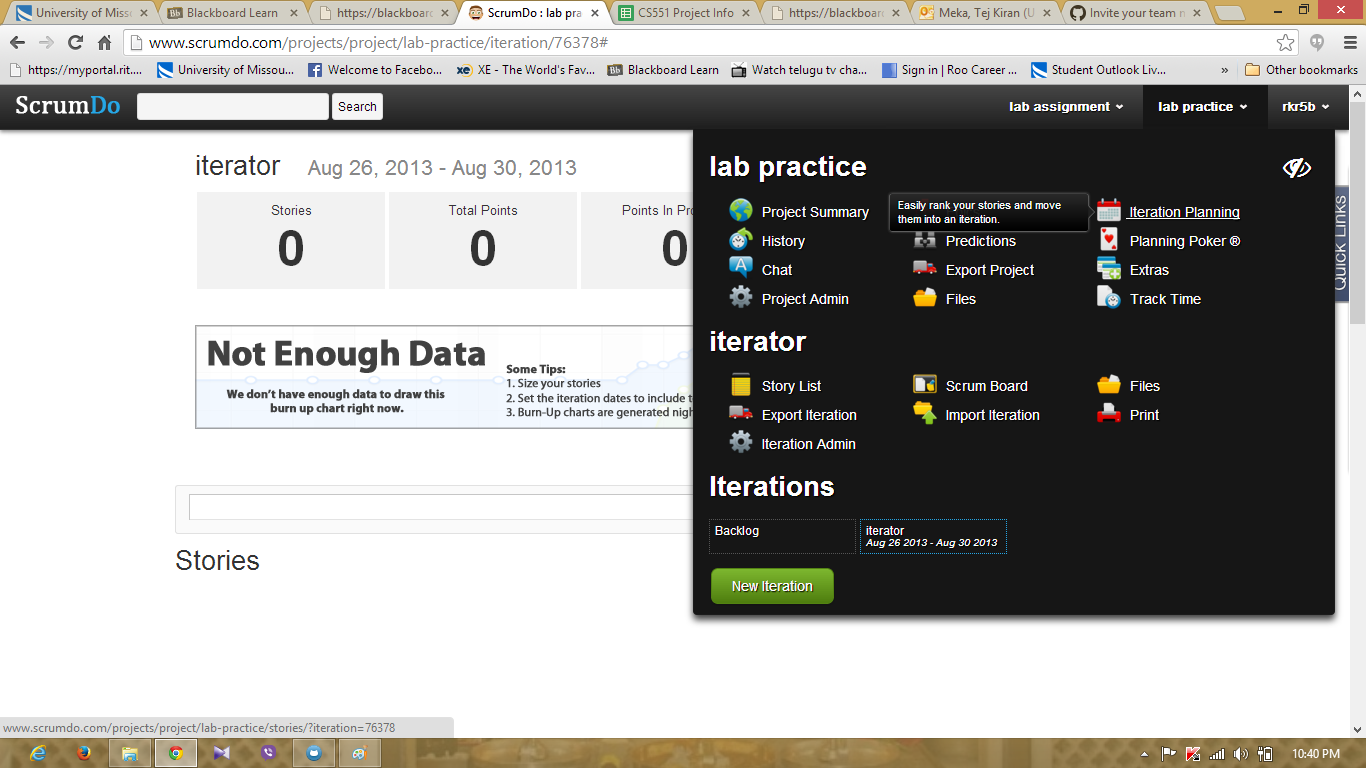 University of Misso
Blackboard Learn
https://blackboard
ScrumDo : lab pra
CS551 Project Info
https://blackboard
Meka, Tej Kiran (U
Invite your team n
www.scrumdo.com/projects/project/lab-practice/iteration/76378#
https://myportal.rit....
University of Missou...
Welcome to Facebo...
XE - The World's Fav...
Blackboard Learn
Watch telugu tv cha...
Sign in | Roo Career ...
Student Outlook Liv...
»
Other bookmarks
ScrumDo
Search
lab assignment
lab practice
rkr5b
iterator
Aug 26, 2013 - Aug 30, 2013
Stories
0
Total Points
0
Points In Pro
0
Not Enough Data
We don't have enough data to draw this
burn up chart right now.
Some Tips:
1. Size your stories
2. Set the iteration dates to include t
3. Burn-Up charts are generated nigh
Stories
lab practice
Project Summary
Easily rank your stories and move
them into an iteration.
Iteration Planning
History
Predictions
Planning Poker ®
Chat
Export Project
Extras
Project Admin
Files
Track Time
iterator
Story List
Scrum Board
Files
Export Iteration
Import Iteration
Print
Iteration Admin
Iterations
Backlog
iterator
Aug 26 2013 - Aug 30 2013
New Iteration
Quick Links
www.scrumdo.com/projects/project/lab-practice/stories/?iteration=76378
10:40 PM